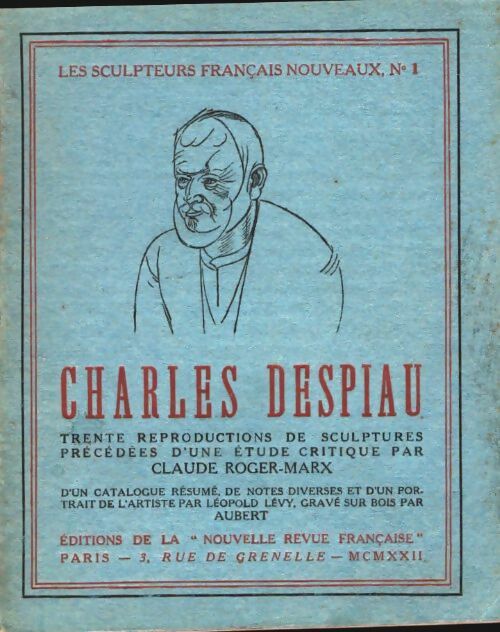 LES SCULPTEURS FRANÇAIS NOUVEAUX, Nº 1
CHARLES DESPIAU
TRENTE REPRODUCTIONS DE SCULPTURES
PRÉCÉDÉES D'UNE ÉTUDE CRITIQUE PAR
CLAUDE ROGER-MARX
D'UN CATALOGUE RÉSUMÉ, DE NOTES DIVERSES ET D'UN POR-
TRAIT DE L'ARTISTE PAR LÉOPOLD LÉVY, GRAVÉ SUR BOIS PAR
AUBERT
ÉDITIONS DE LA "NOUVELLE REVUE FRANÇAISE"
PARIS — 3, RUE DE GRENELLE — MCMXXII